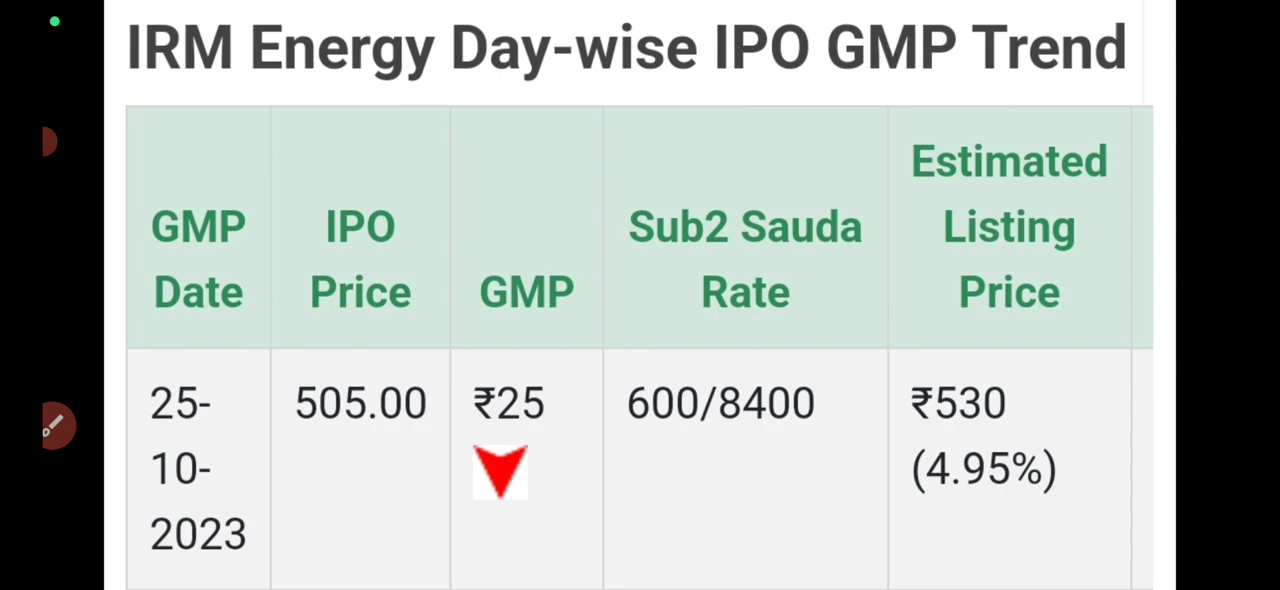 IRM Energy Day-wise IPO GMP Trend
GMP Date
IPO Price
GMP
Sub2 Sauda Rate
Estimated Listing Price
25-10-2023
505.00
₹25
600/8400
₹530 (4.95%)